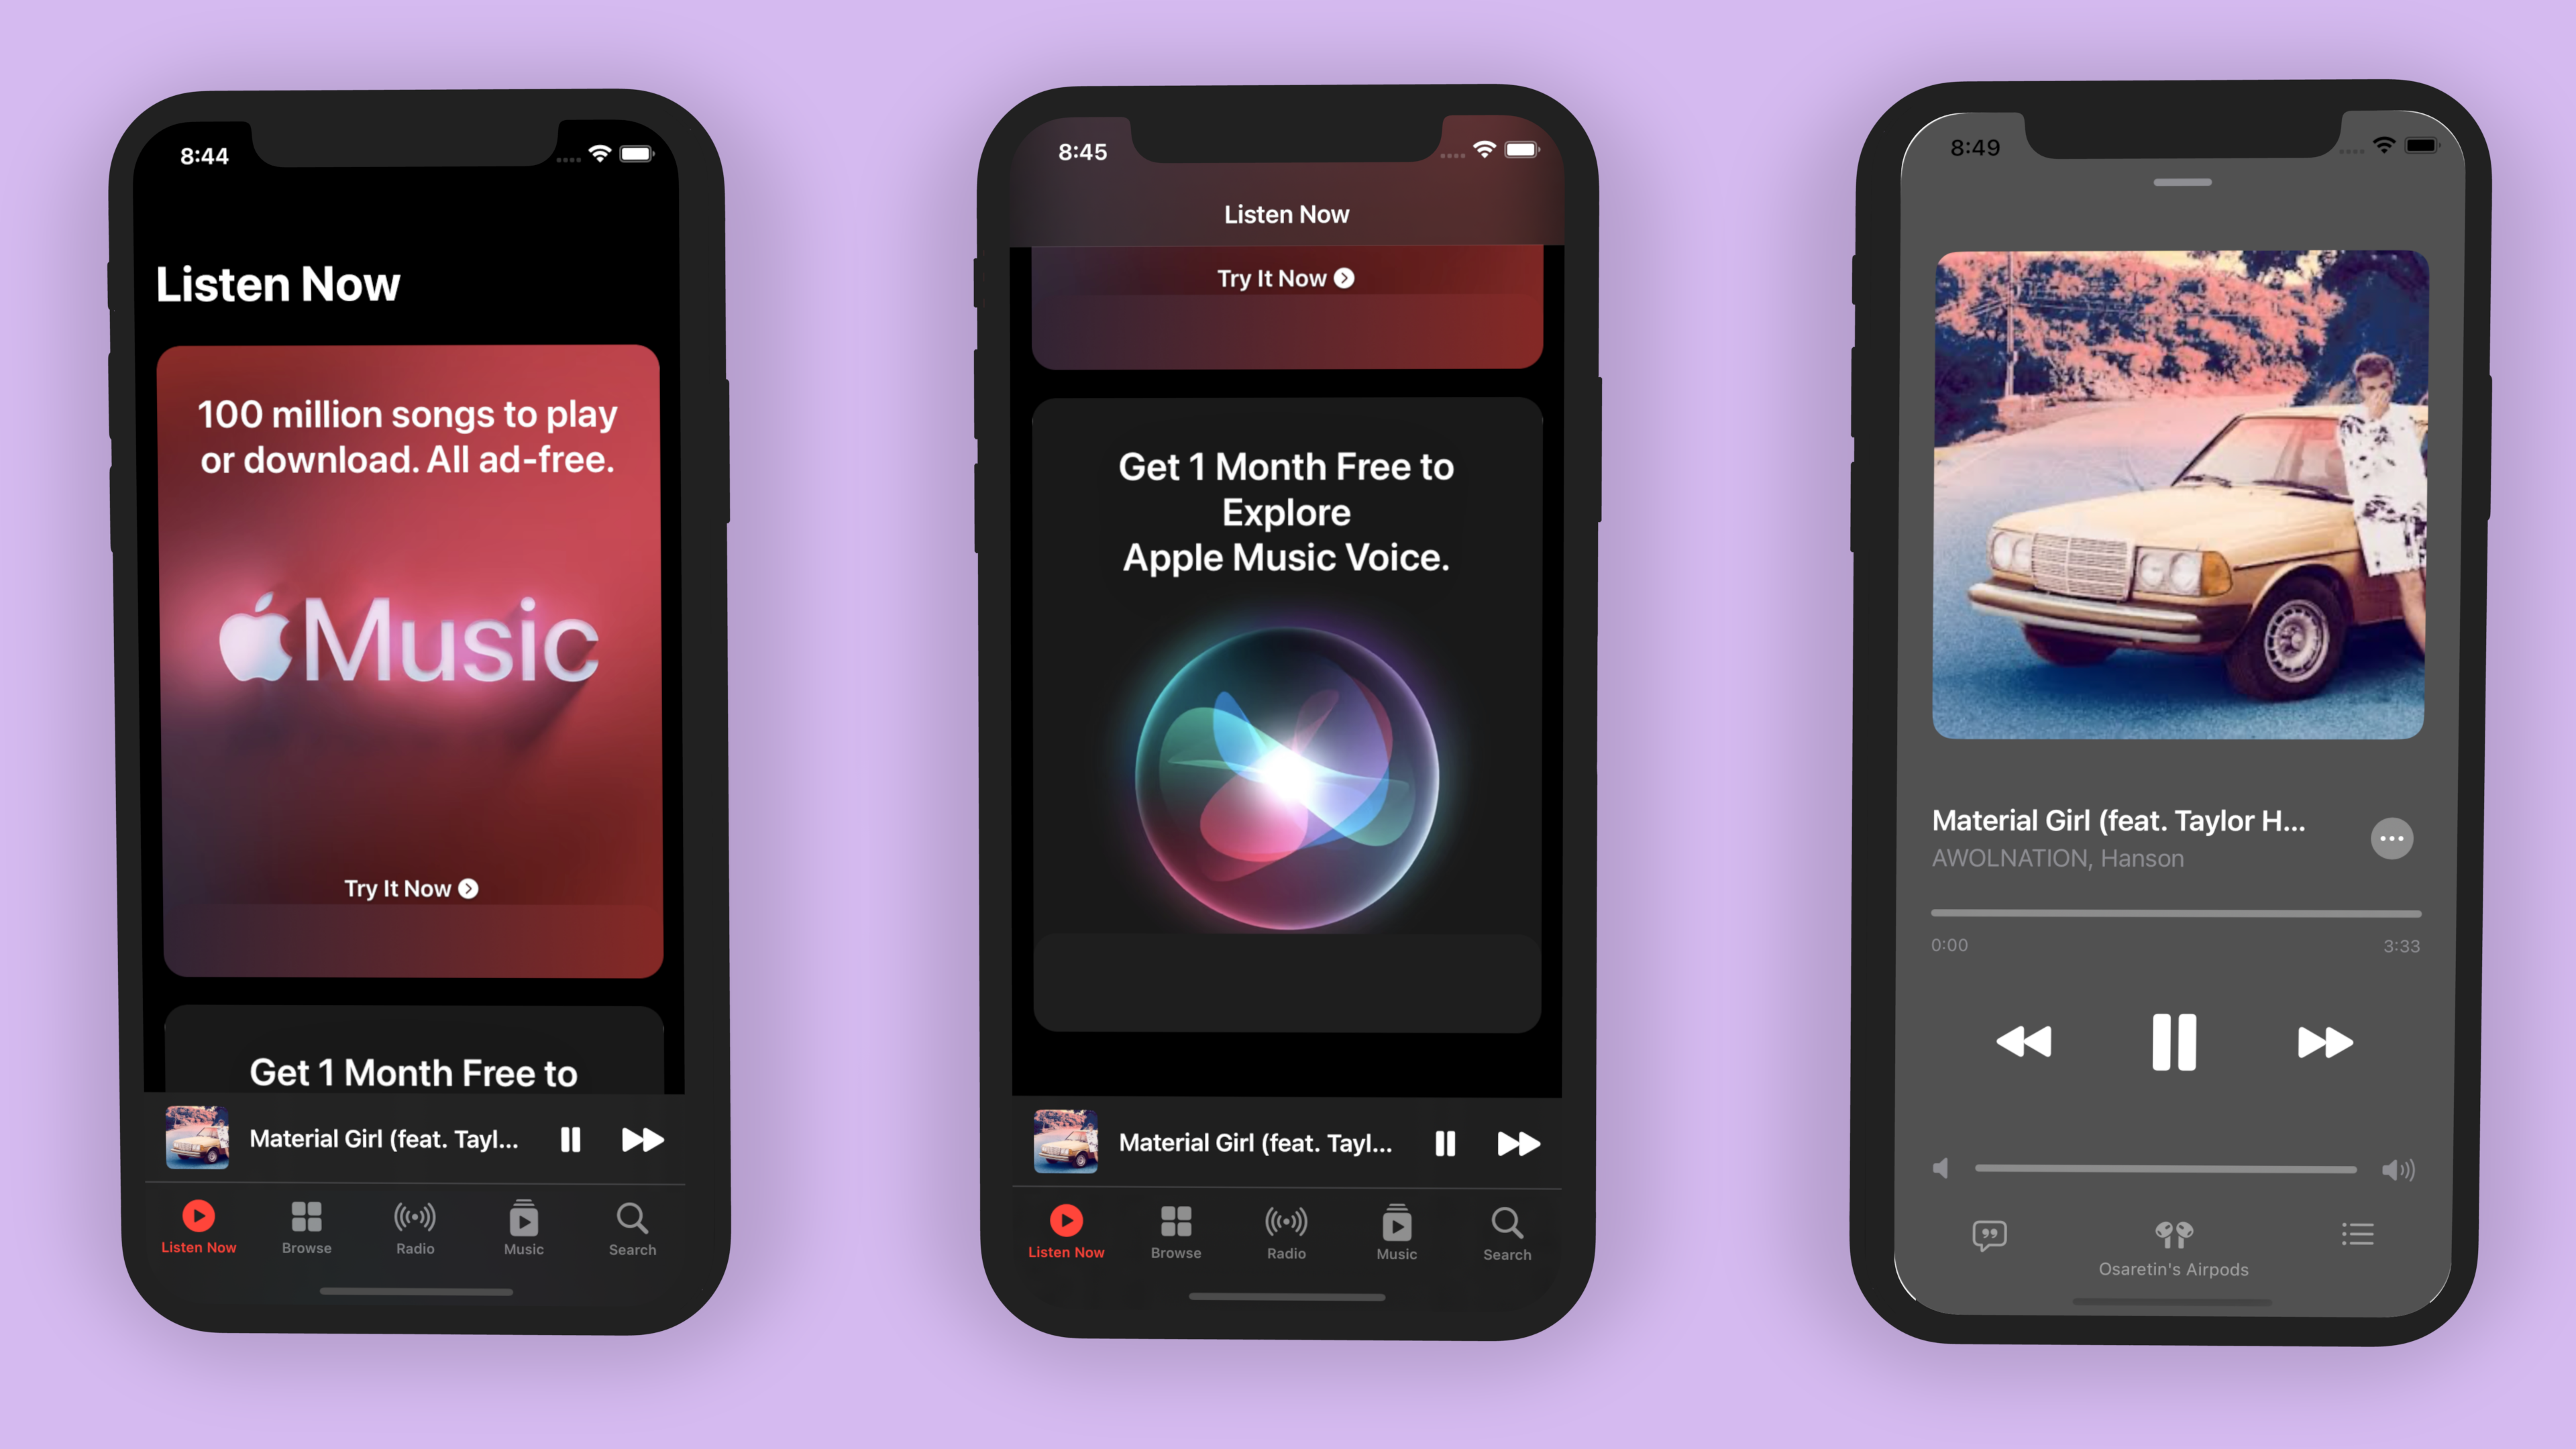 8:44
Listen Now
100 million songs to play
or download. All ad-free.
Music
Try It Now
Get 1 Month Free to
Material Girl (feat. Tayl...
Listen Now
Browse
Radio
Music
Search
8:45
Listen Now
Try It Now
Get 1 Month Free to
Explore
Apple Music Voice.
Material Girl (feat. Tayl...
Listen Now
Browse
Radio
Music
Search
8:49
Material Girl (feat. Taylor H...
AWOLNATION, Hanson
0:00
3:33
Osaretin's Airpods